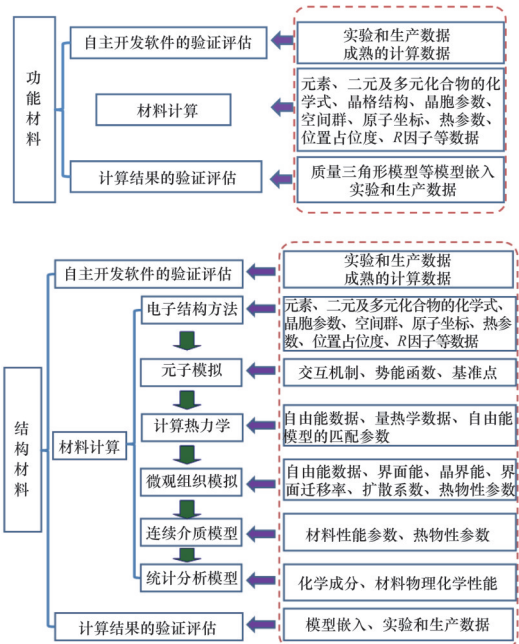 功能材料
自主开发软件的验证评估
实验和生产数据
成熟的计算数据
材料计算
元素、二元及多元化合物的化
学式、晶格结构、晶胞参数、
空间群、原子坐标、热参数、
位置占位度、R因子等数据
计算结果的验证评估
质量三角形模型等模型嵌入
实验和生产数据
结构材料
自主开发软件的验证评估
实验和生产数据
成熟的计算数据
材料计算
电子结构方法
元素、二元及多元化合物的化学式、
晶胞参数、空间群、原子坐标、热参
数、位置占位度、R因子等数据
元子模拟
交互机制、势能函数、基准点
计算热力学
自由能数据、量热学数据、自由能
模型的匹配参数
微观组织模拟
自由能数据、界面能、晶界能、界
面迁移率、扩散系数、热物性参数
连续介质模型
材料性能参数、热物性参数
统计分析模型
化学成分、材料物理化学性能
计算结果的验证评估
模型嵌入、实验和生产数据